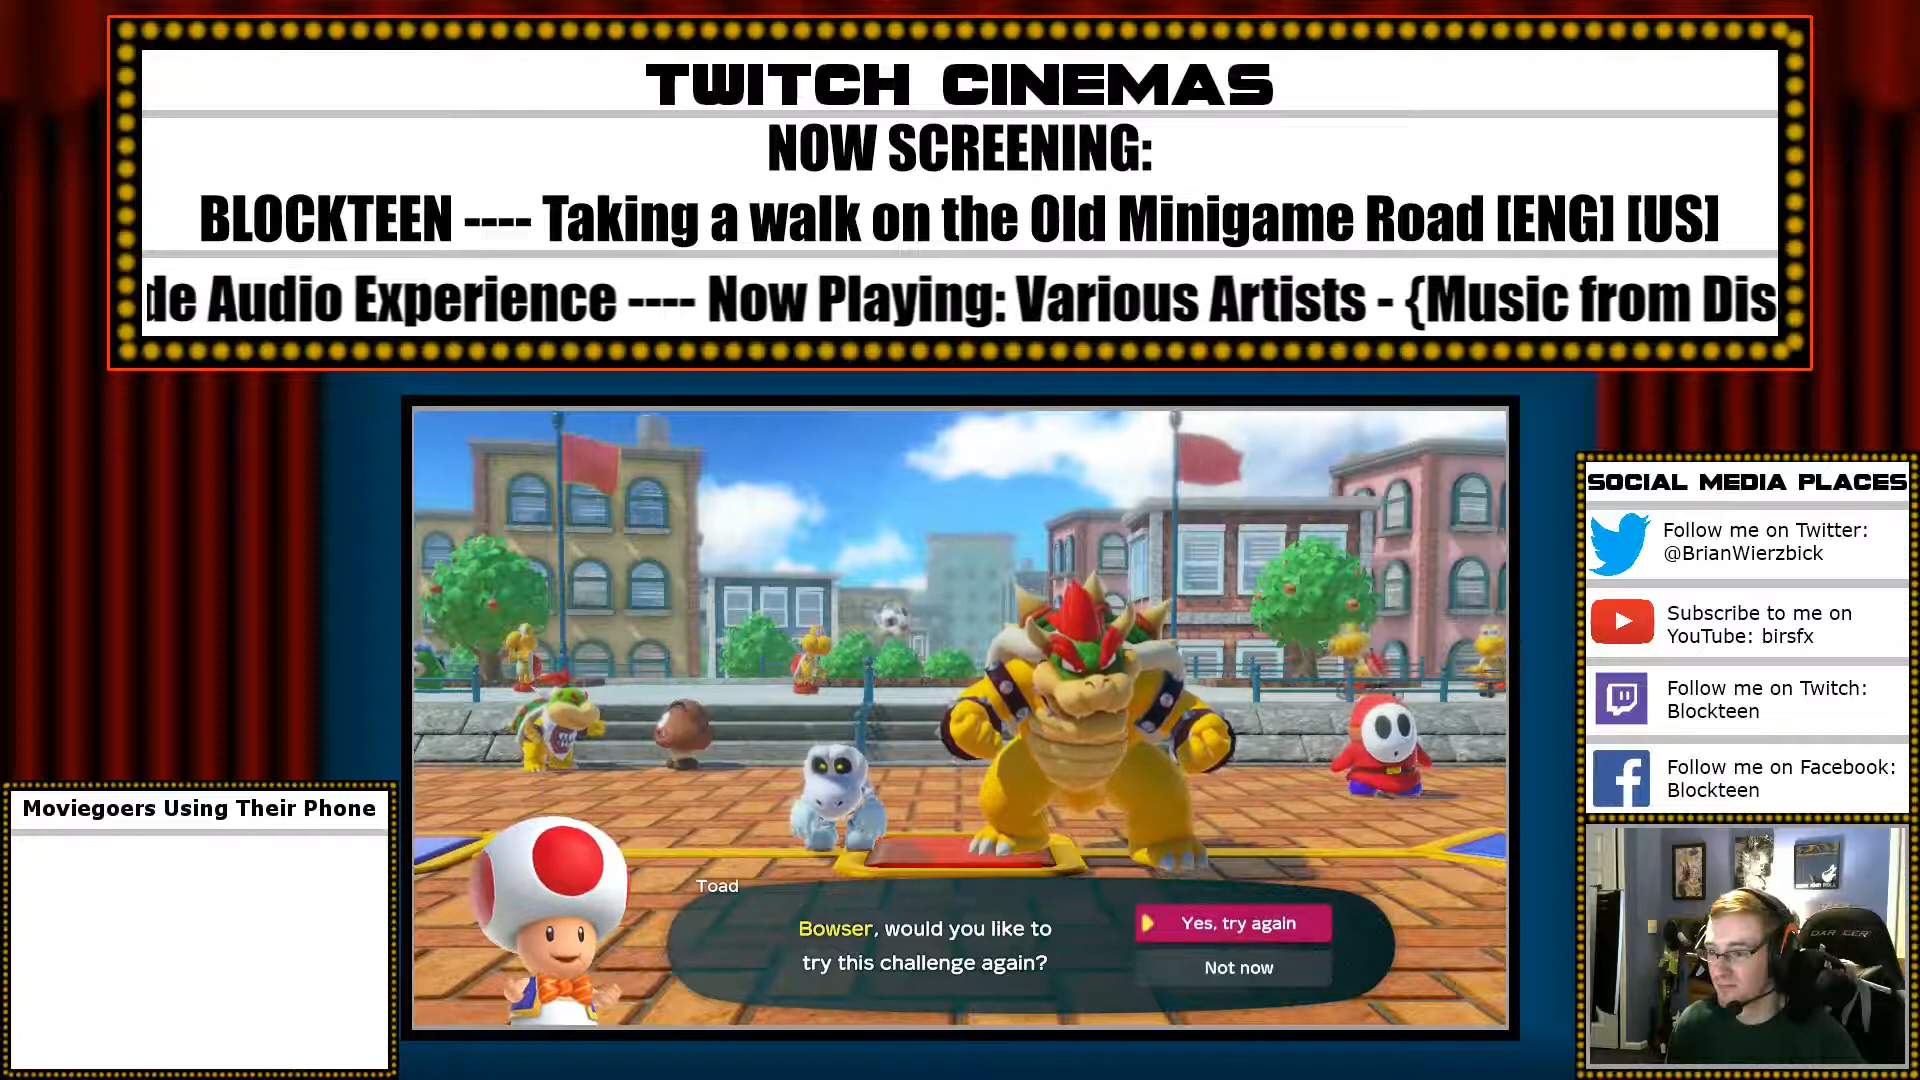 TWITCH CINEMAS
NOW SCREENING:
BLOCKTEEN ---- Taking a walk on the Old Minigame Road [ENG] [US]
de Audio Experience ---- Now Playing: Various Artists - {Music from Dis
SOCIAL MEDIA PLACES
Follow me on Twitter:
@BrianWierzbick
Subscribe to me on
YouTube: birsfx
Follow me on Twitch:
Blockteen
Follow me on Facebook:
Blockteen
Moviegoers Using Their Phone
Toad
Bowser, would you like to
try this challenge again?
Yes, try again
Not now